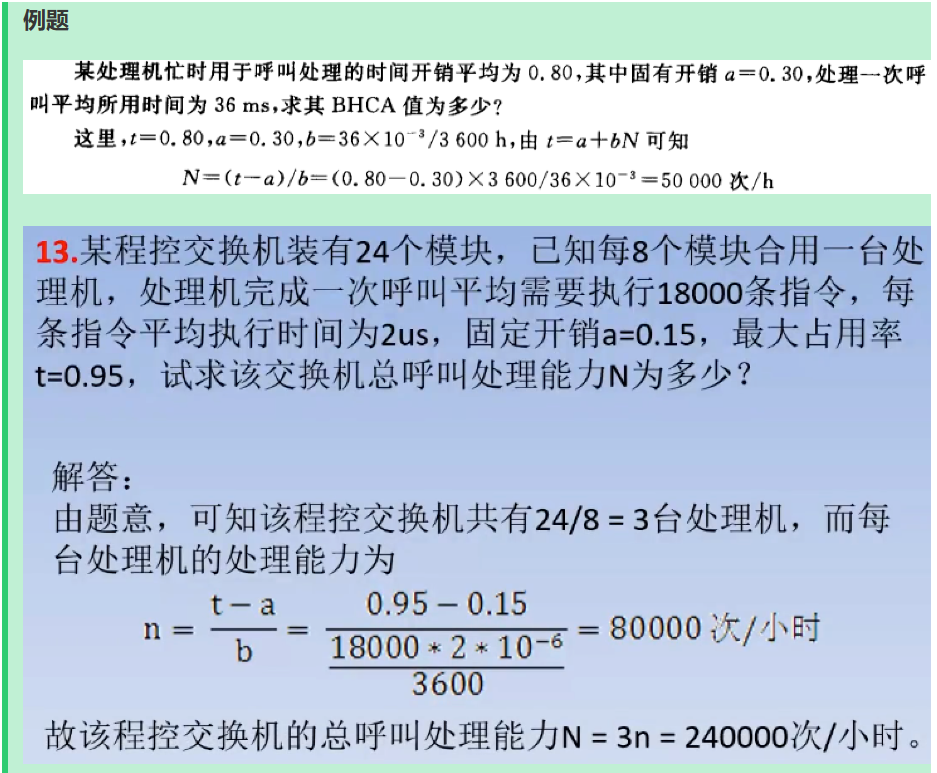 例题
某处理机忙时用于呼叫处理的时间开销平均为 0.80,其中固有开销 a=0.30,处理一次呼
叫平均所用时间为 36 ms,求其 BHCA 值为多少?
这里,t=0.80,a=0.30,b=36×10⁻³/3 600 h,由 t=a+bN 可知
N=(t−a)/b=(0.80−0.30)×3 600/36×10⁻³=50 000 次/h
13.某程控交换机装有24个模块，已知每8个模块合用一台处
理机，处理机完成一次呼叫平均需要执行18000条指令，每
条指令平均执行时间为2us，固定开销a=0.15，最大占用率
t=0.95，试求该交换机总呼叫处理能力N为多少？
解答：
由题意，可知该程控交换机共有24/8 = 3台处理机，而每
台处理机的处理能力为
n = (t − a)/b = (0.95 − 0.15)/(18000 * 2 * 10⁻⁶/3600) = 80000 次/小时
故该程控交换机的总呼叫处理能力N = 3n = 240000次/小时。